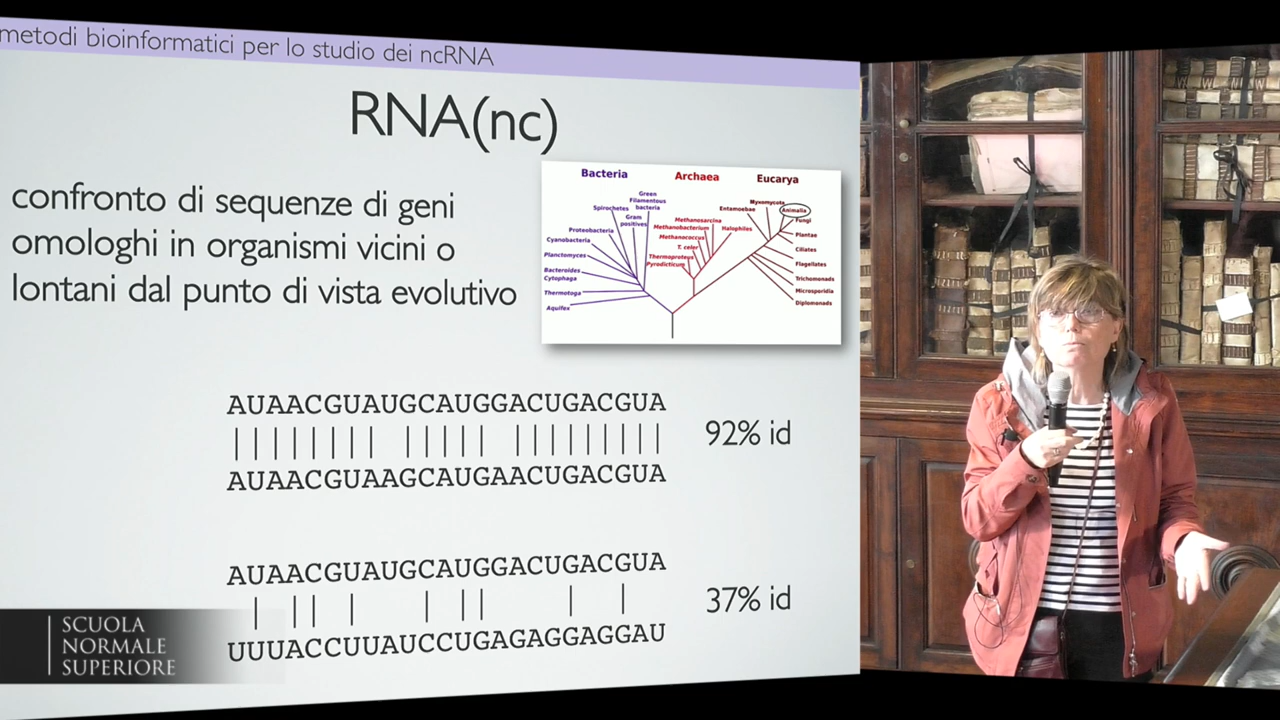 metodi bioinformatici per lo studio dei ncRNA
RNA(nc)
confronto di sequenze di geni
omologhi in organismi vicini o
lontani dal punto di vista evolutivo
Bacteria
Archaea
Eucarya
Green
Filamentous
bacteria
Spirochetes
Gram
positives
Proteobacteria
Cyanobacteria
Planctomyces
Bacteroides
Cytophaga
Thermotoga
Aquifex
Methanosarcina
Methanobacterium
Methanococcus
T. celer
Thermoproteus
Pyrodicticum
Halophiles
Entamoebae
Myxomycota
Animalia
Fungi
Plantae
Ciliates
Flagellates
Trichomonads
Microsporidia
Diplomonads
AUAACGUAUGCAUGGACUGACGUA
92% id
AUAACGUAAGCAUGAACUGACGUA
AUAACGUAUGCAUGGACUGACGUA
37% id
UUUACCUUAUCCUGAGAGGAGGAU
SCUOLA
NORMALE
SUPERIORE